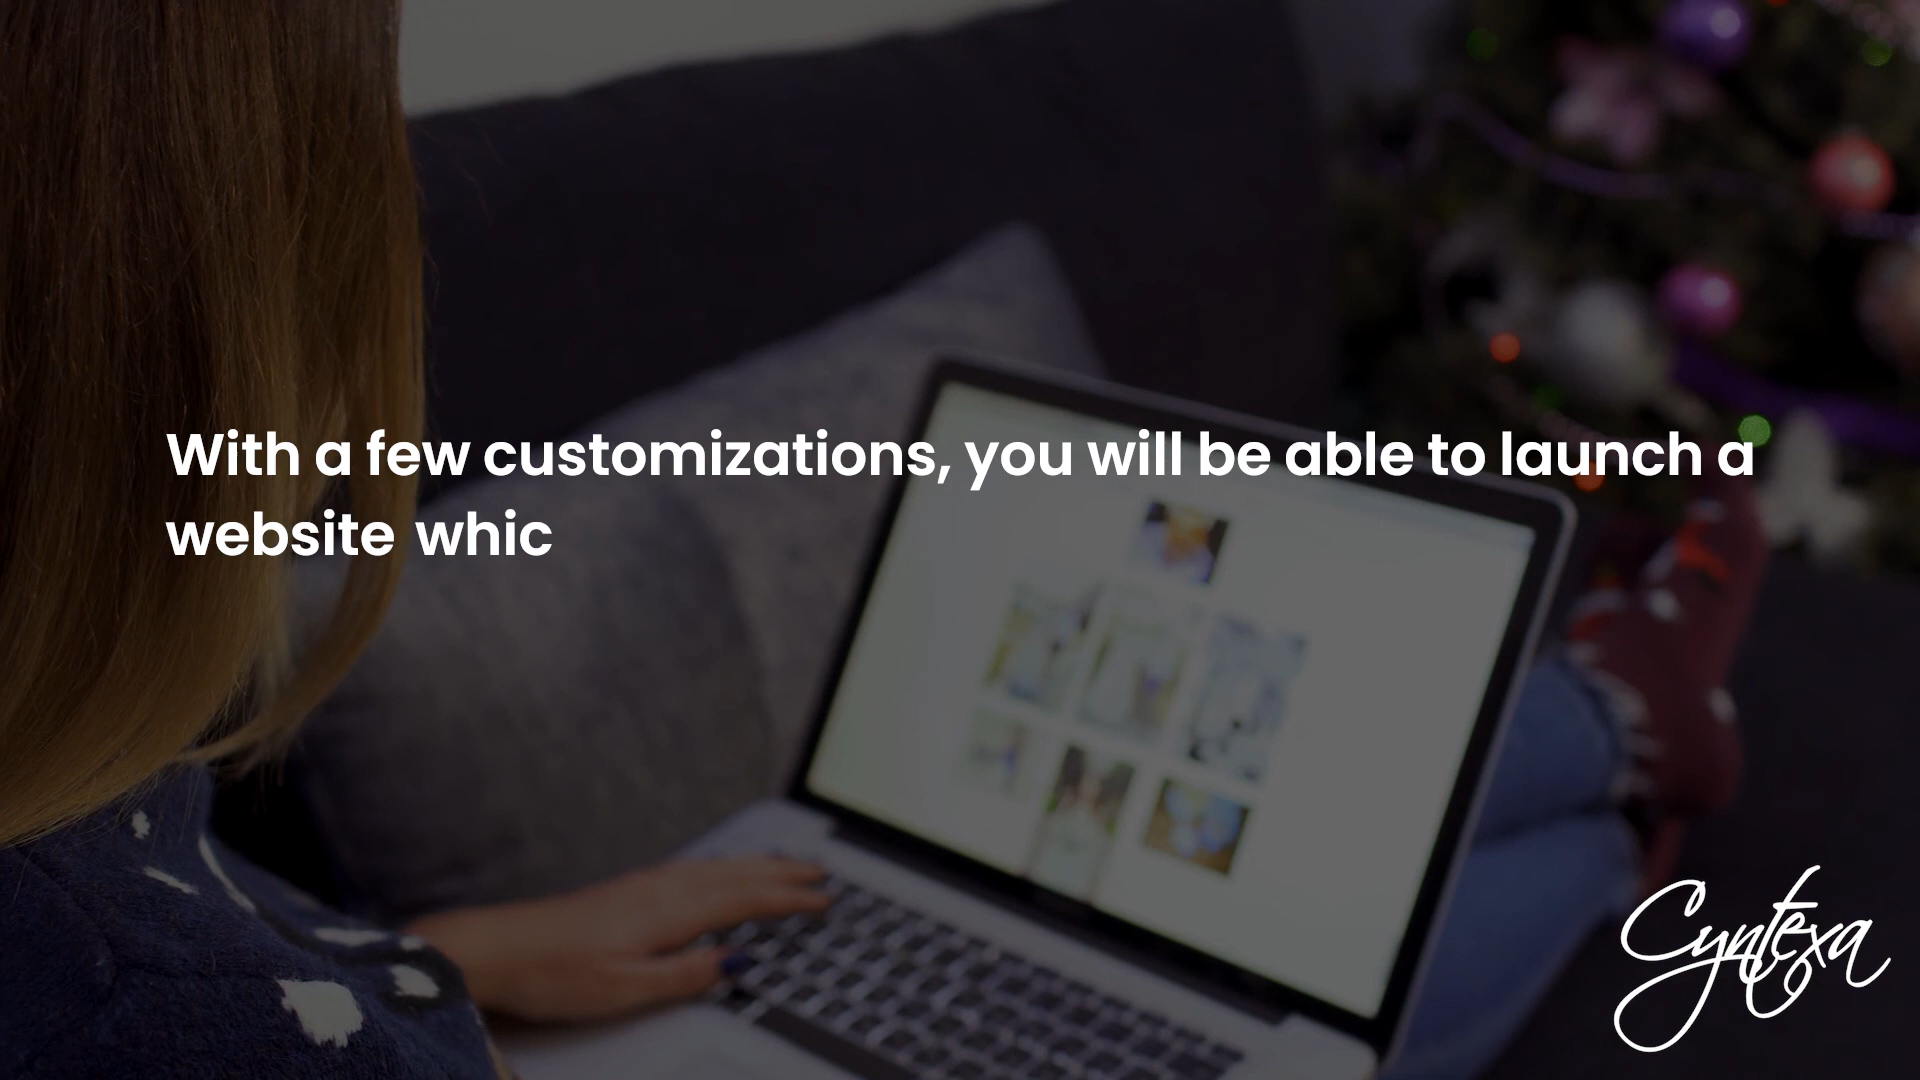 With a few customizations, you will be able to launch a
website whic
Cyntexa